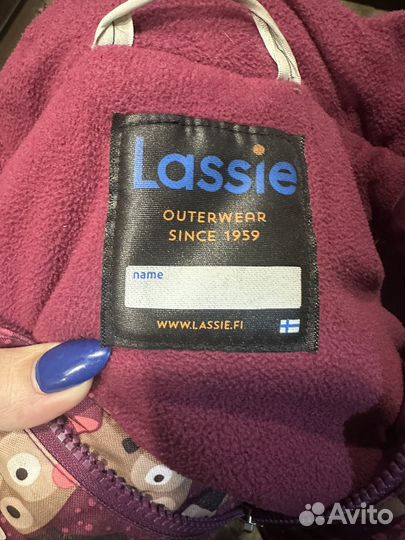 Lassie
OUTERWEAR
SINCE 1959
name
WWW.LASSIE.FI
Avito